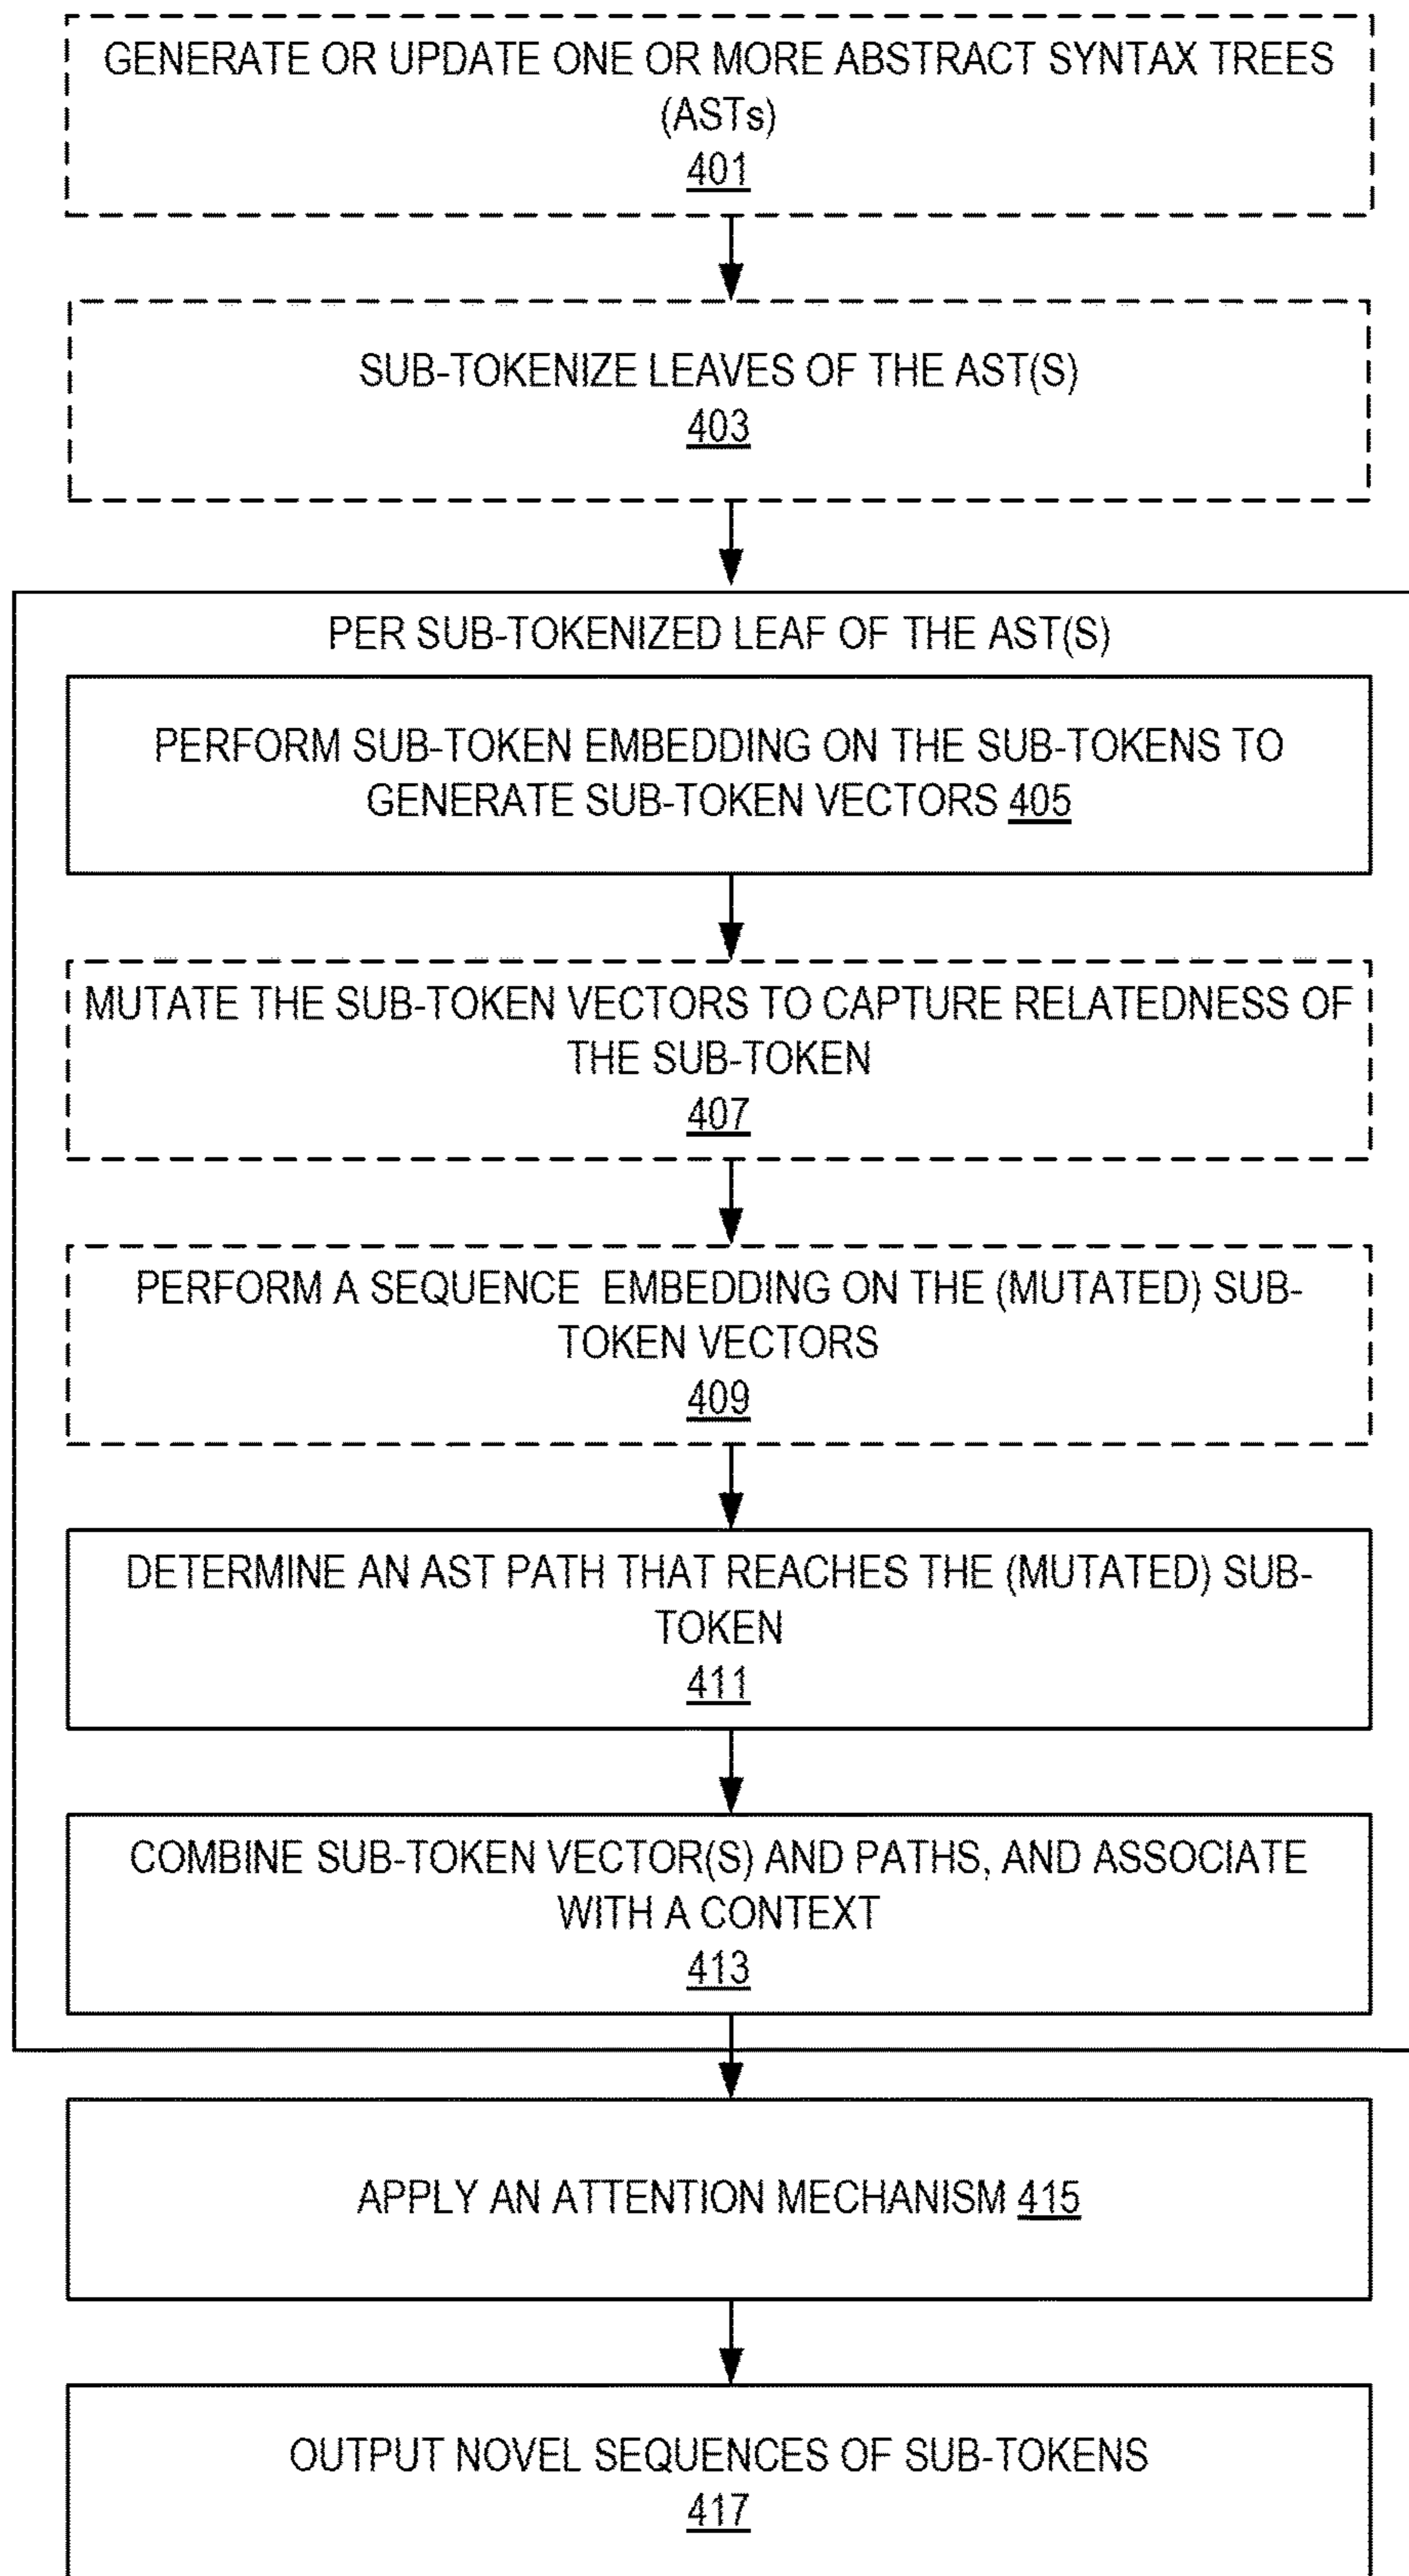 GENERATE OR UPDATE ONE OR MORE ABSTRACT SYNTAX TREES
(ASTs)
401
SUB-TOKENIZE LEAVES OF THE AST(S)
403
PER SUB-TOKENIZED LEAF OF THE AST(S)
PERFORM SUB-TOKEN EMBEDDING ON THE SUB-TOKENS TO
GENERATE SUB-TOKEN VECTORS 405
MUTATE THE SUB-TOKEN VECTORS TO CAPTURE RELATEDNESS OF
THE SUB-TOKEN
407
PERFORM A SEQUENCE EMBEDDING ON THE (MUTATED) SUB-
TOKEN VECTORS
409
DETERMINE AN AST PATH THAT REACHES THE (MUTATED) SUB-
TOKEN
411
COMBINE SUB-TOKEN VECTOR(S) AND PATHS, AND ASSOCIATE
WITH A CONTEXT
413
APPLY AN ATTENTION MECHANISM 415
OUTPUT NOVEL SEQUENCES OF SUB-TOKENS
417